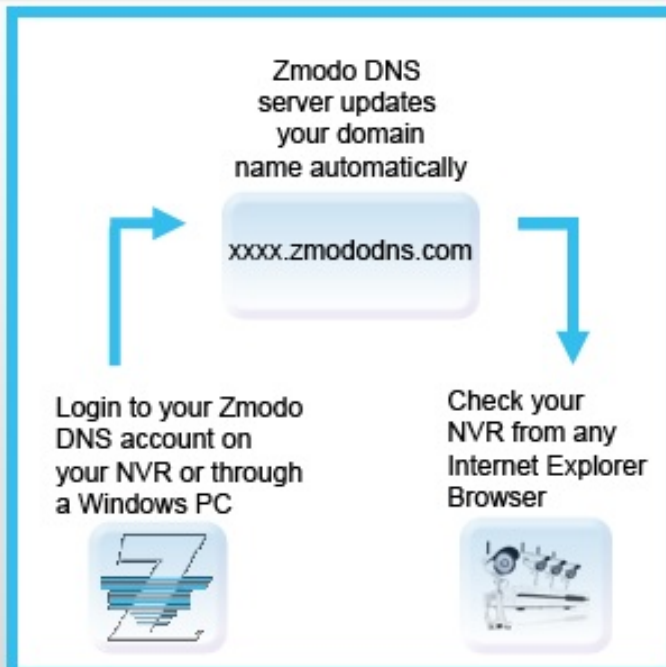 Zmodo DNS
server updates
your domain
name automatically
xxxx.zmododns.com
Login to your Zmodo
DNS account on
your NVR or through
a Windows PC
Check your
NVR from any
Internet Explorer
Browser